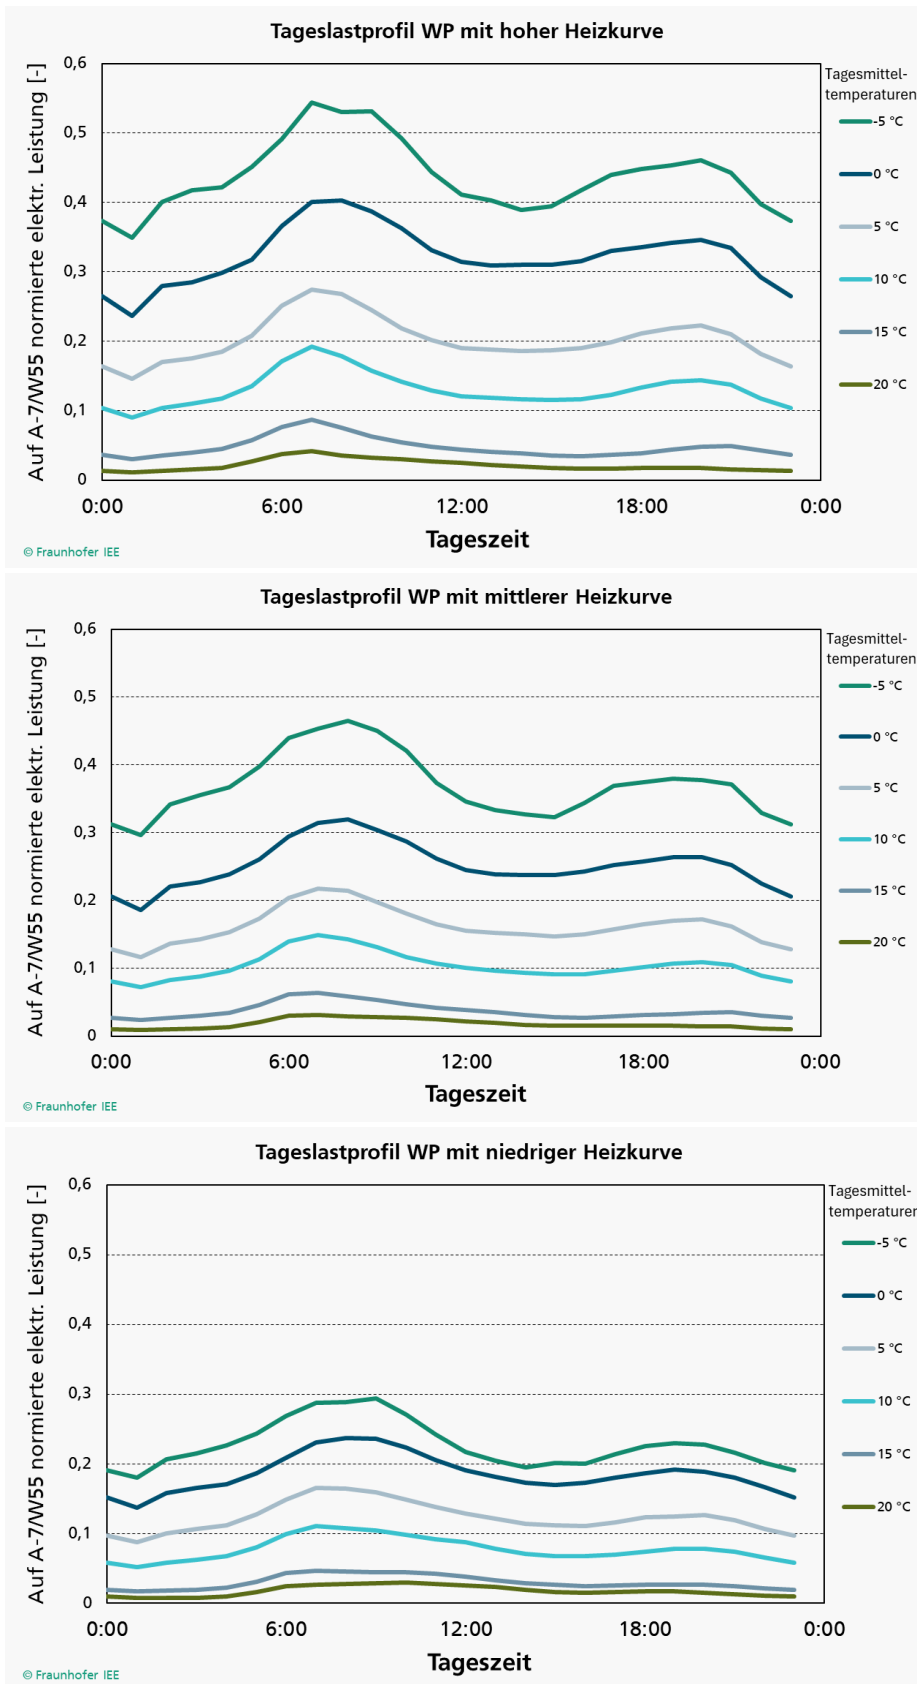 Tageslastprofil WP mit hoher Heizkurve
Auf A-7/W55 normierte elektr. Leistung [-]
0,6
0,5
0,4
0,3
0,2
0,1
0
0:00 6:00 12:00 18:00 0:00
Tageszeit
Tagesmittel-
temperaturen
-5 °C
0 °C
5 °C
10 °C
15 °C
20 °C
© Fraunhofer IEE
Tageslastprofil WP mit mittlerer Heizkurve
Auf A-7/W55 normierte elektr. Leistung [-]
0,6
0,5
0,4
0,3
0,2
0,1
0
0:00 6:00 12:00 18:00 0:00
Tageszeit
Tagesmittel-
temperaturen
-5 °C
0 °C
5 °C
10 °C
15 °C
20 °C
© Fraunhofer IEE
Tageslastprofil WP mit niedriger Heizkurve
Auf A-7/W55 normierte elektr. Leistung [-]
0,6
0,5
0,4
0,3
0,2
0,1
0
0:00 6:00 12:00 18:00 0:00
Tageszeit
Tagesmittel-
temperaturer
-5 °C
0 °C
5 °C
10 °C
15 °C
20 °C
© Fraunhofer IEE